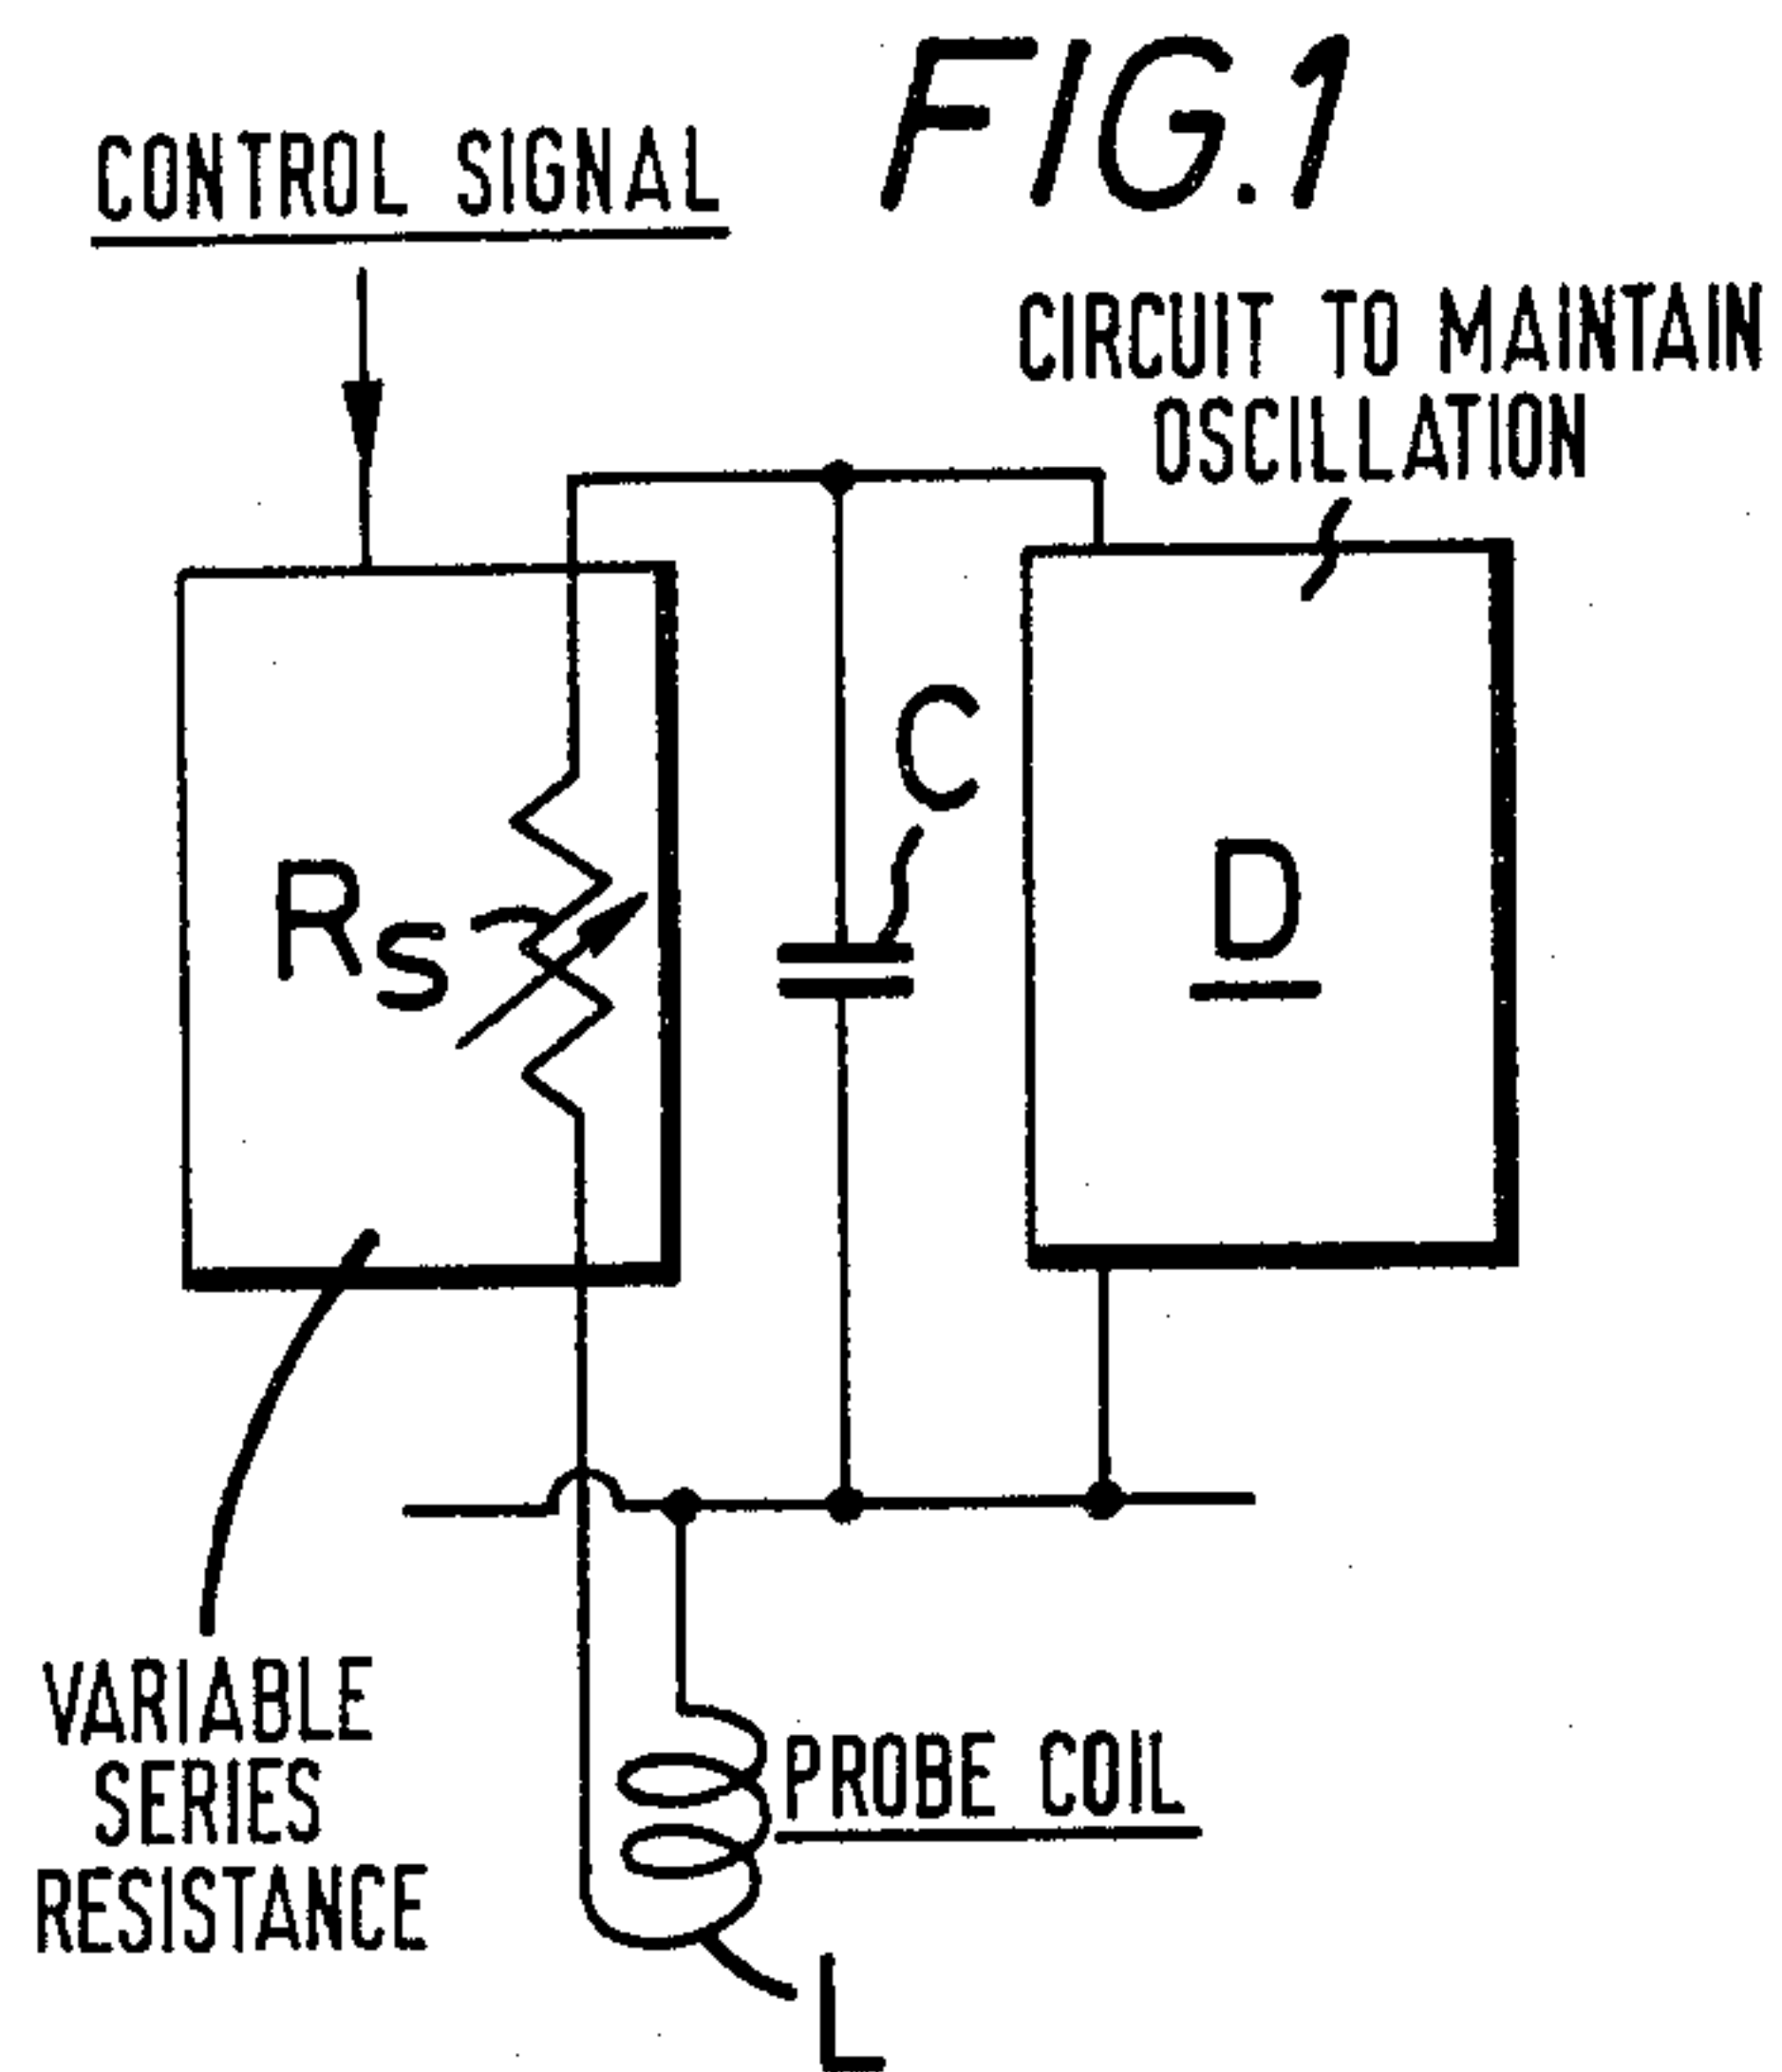 FIG.1
CONTROL SIGNAL
CIRCUIT TO MAINTAIN
OSCILLATION
C
D
RS
VARIABLE
SERIES
RESISTANCE
PROBE COIL
L